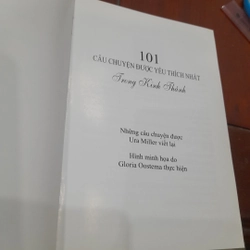 101
CÂU CHUYỆN ĐƯỢC YÊU THÍCH NHẤT
Trong Kinh Thánh
Những câu chuyện được
Ura Miller viết lại
Hình minh họa do
Gloria Oostema thực hiện